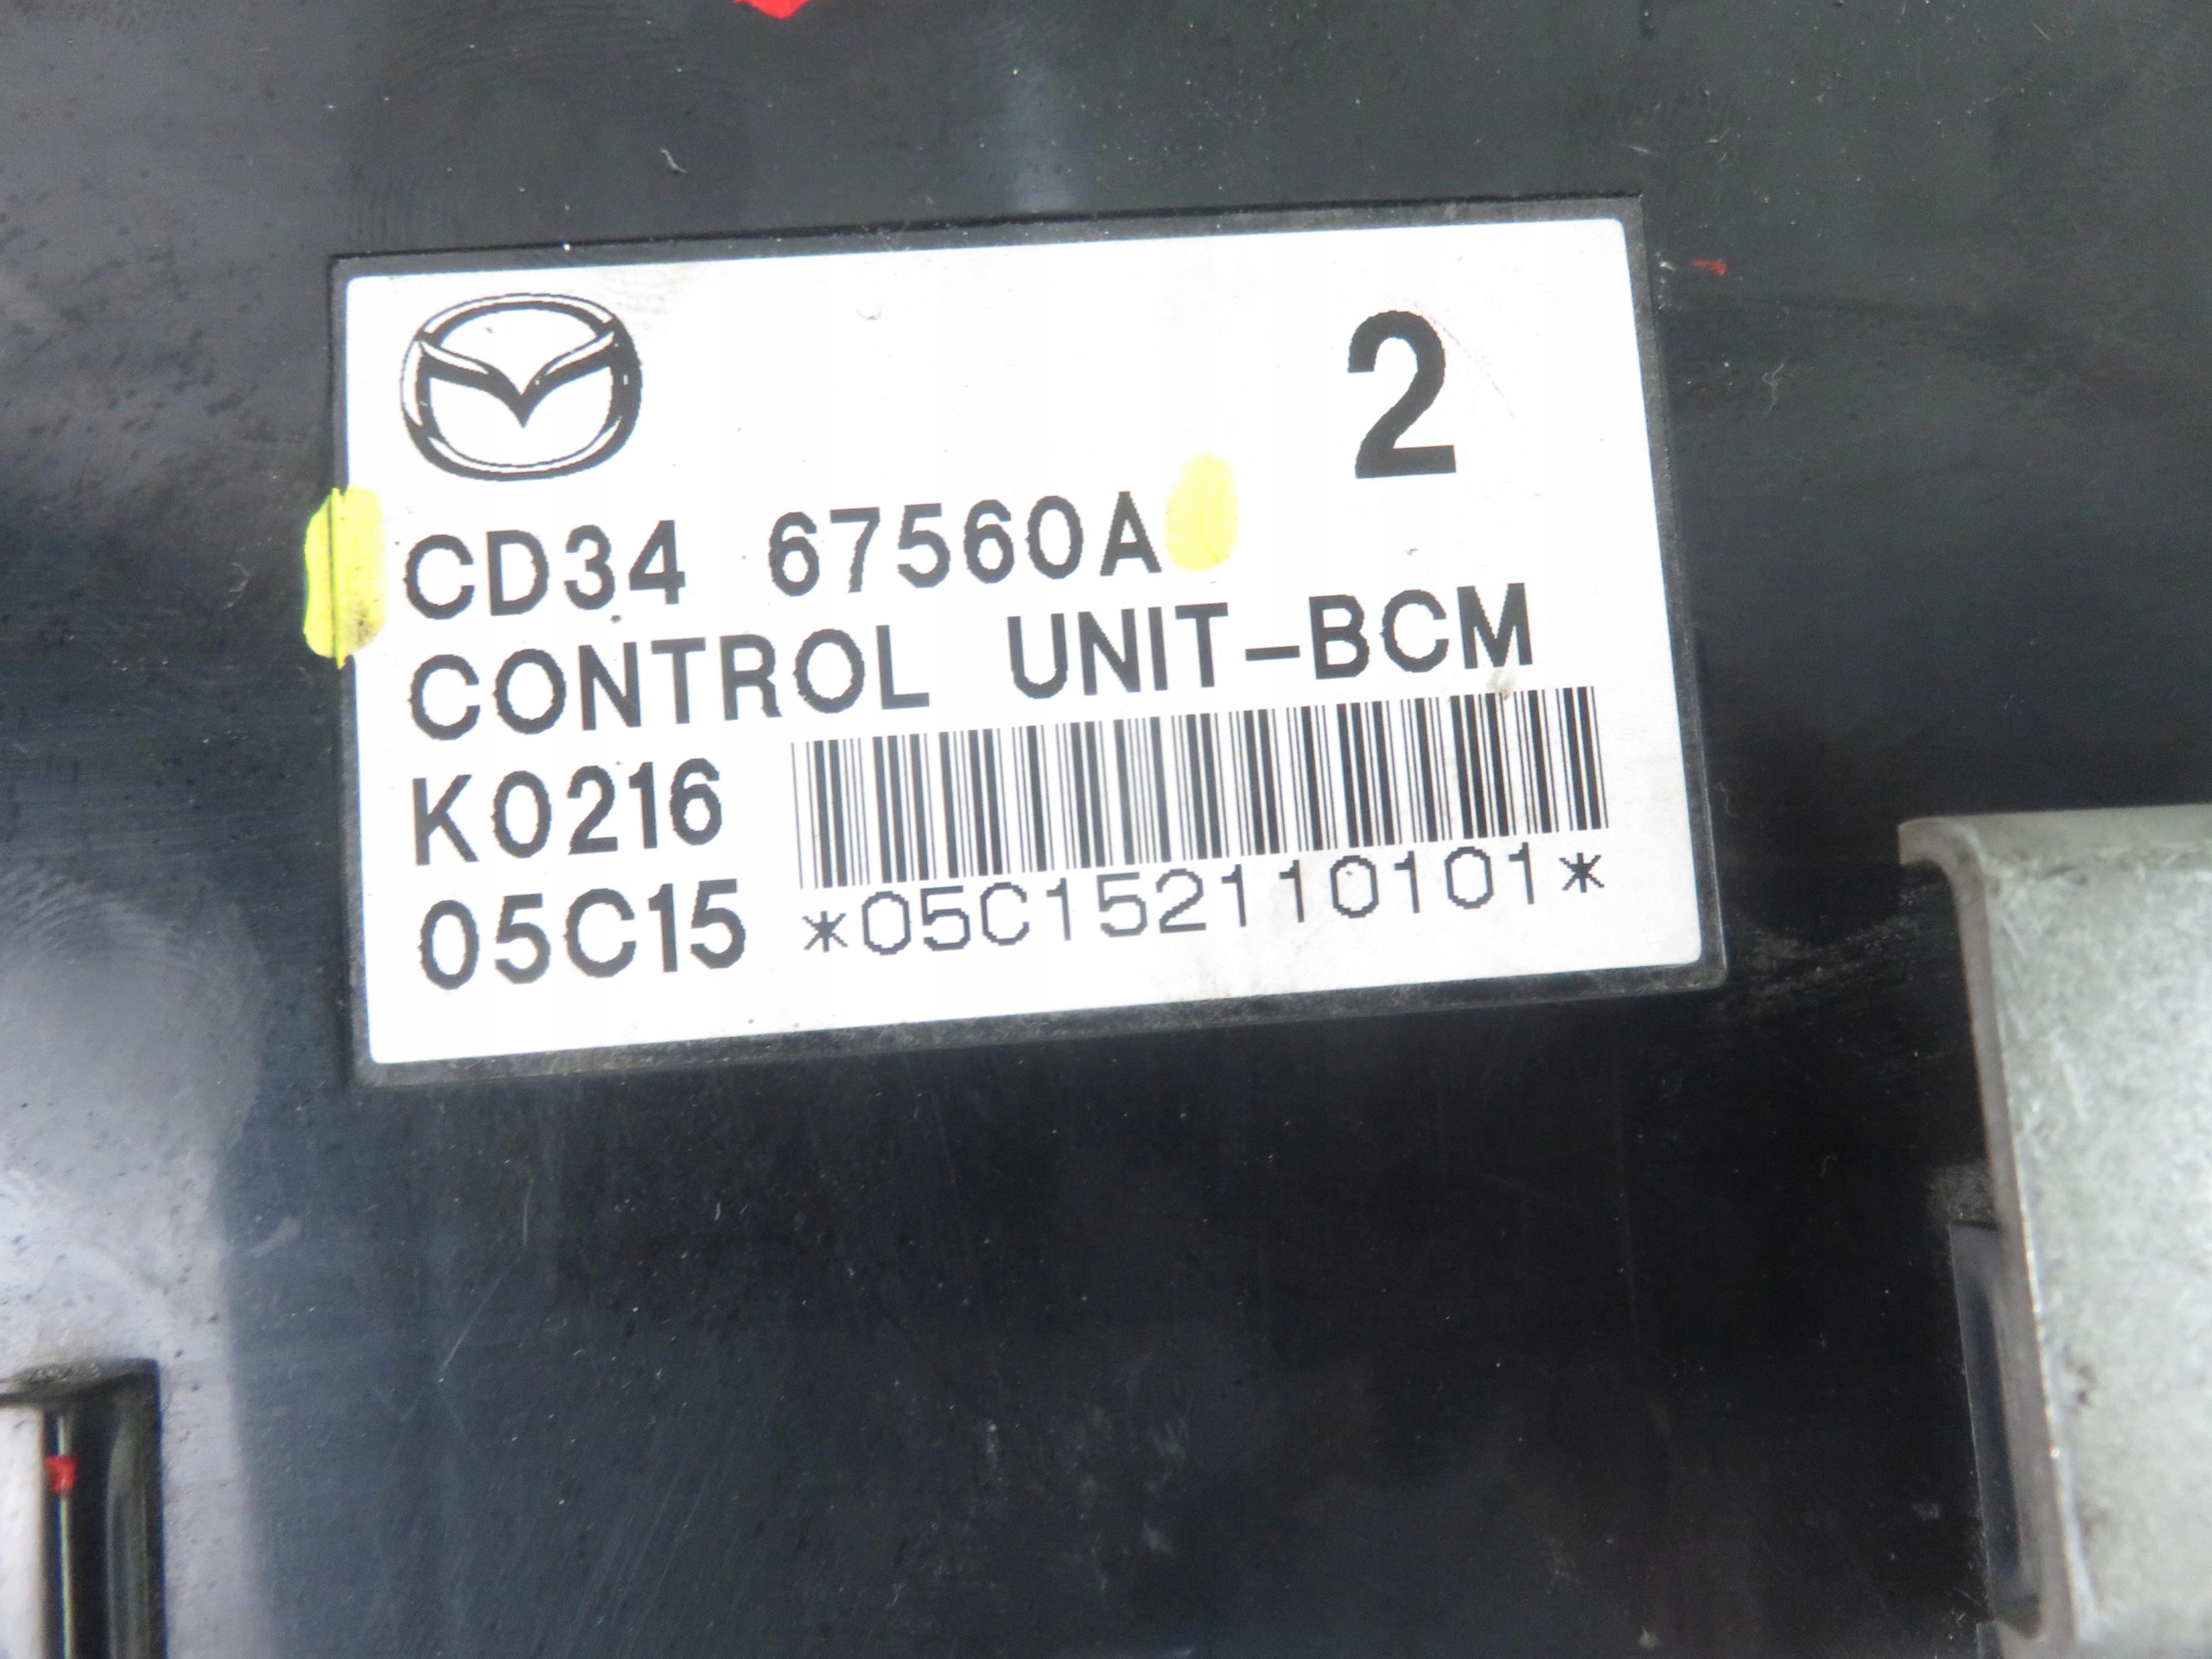 2
CD34 67560A
CONTROL UNIT-BCM
K0216
05C15 *05C152110101*